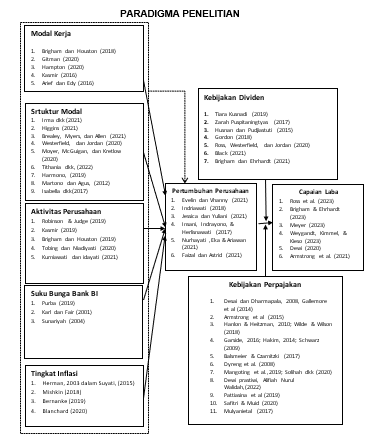 PARADIGMA PENELITIAN
Modal Kerja
1. Brigham dan Houston (2018)
2. Gitman (2020)
3. Hampton (2020)
4. Kasmir (2016)
5. Arief dan Edy (2016)
Srtuktur Modal
1. Irma dkk (2021)
2. Higgins (2021)
3. Brealey, Myers, dan Allen (2021)
4. Westerfield, dan Jordan (2020)
5. Moyer, McGuigan, dan Kretlow
(2020)
6. Tithania dkk, (2022)
7. Harmono, (2019)
8. Martono dan Agus, (2012)
9. Isabella dkk(2017)
Aktivitas Perusahaan
1. Robinson & Judge (2019)
2. Kasmir (2019)
3. Brigham dan Houston (2019)
4. Tobing dan Nadiyati (2020)
5. Kurniawati dan Idayati (2021)
Suku Bunga Bank BI
1. Purba (2019)
2. Karl dan Fair (2001)
3. Sunariyah (2004)
Tingkat Inflasi
1. Herman, 2003 dalam Suyati, (2015)
2. Mishkin (2018)
3. Bernanke (2019)
4. Blanchard (2020)
Kebijakan Dividen
1. Tiara Kusnadi (2019)
2. Zarah Puspitaningtyas (2017)
3. Husnan dan Pudjiastuti (2015)
4. Gordon (2018)
5. Ross, Westerfield, dan Jordan (2020)
6. Black (2021)
7. Brigham dan Ehrhardt (2021)
Pertumbuhan Perusahaan
1. Evelin dan Vhanny (2021)
2. Indriawati (2018)
3. Jessica dan Yuliani (2021)
4. Insani, Indrayono, &
Herlisnawati (2017)
5. Nurhayati , Eka & Ariawan
(2021)
6. Faizal dan Astrid (2021)
Capaian Laba
1. Ross et al. (2023)
2. Brigham & Ehrhardt
(2023)
3. Meyer (2023)
4. Weygandt, Kimmel, &
Kieso (2023)
5. Desai (2020)
6. Armstrong et al. (2021)
Kebijakan Perpajakan
1. Desai dan Dharmapala, 2008, Gallemore
et al (2014)
2. Armstrong et al (2015)
3. Hanlon & Heitzman, 2010; Wilde & Wilson
(2018)
4. Garside, 2016; Hakim, 2014; Schwarz
(2009)
5. Balsmeier & Czarnitzki (2017)
6. Dyreng et al. (2008)
7. Mangoting et al.,2019; Solihah dkk (2020)
8. Dewi prastiwi, Alfiah Nurul
Walidah,(2022)
9. Pattiasina et al (2019)
10. Safitri & Muid (2020)
11. Mulyanietal (2017)